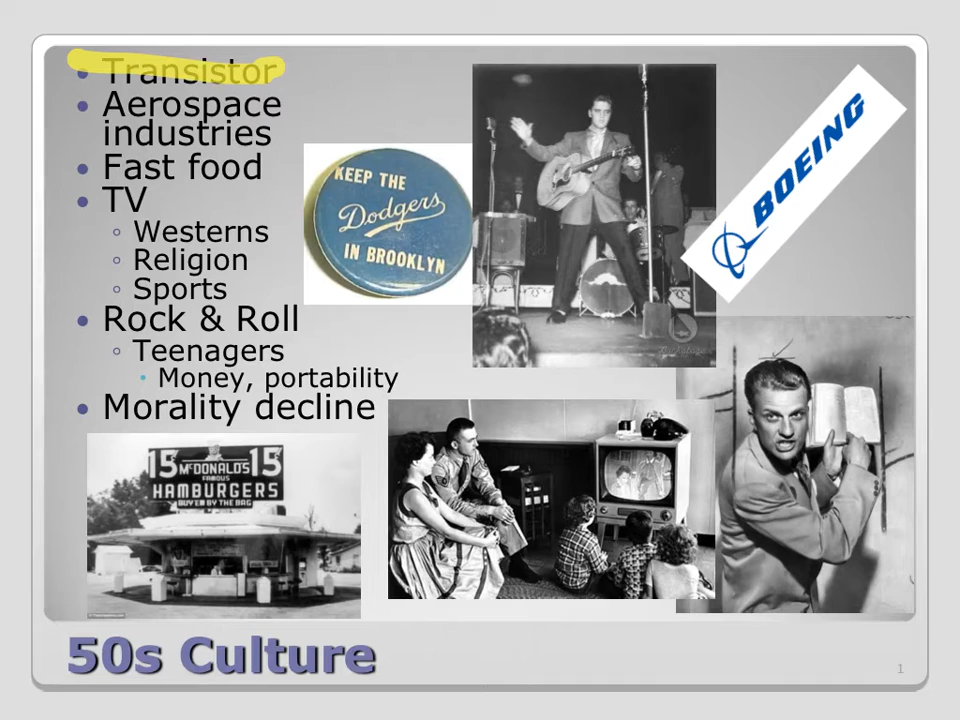 Transistor
Aerospace
industries
Fast food
TV
Westerns
Religion
Sports
Rock & Roll
Teenagers
Money, portability
Morality decline
KEEP THE
Dodgers
IN BROOKLYN
BOEING
15 McDONALD'S 15
FAMOUS
HAMBURGERS
BUY'EM BY THE BAG
50s Culture
1